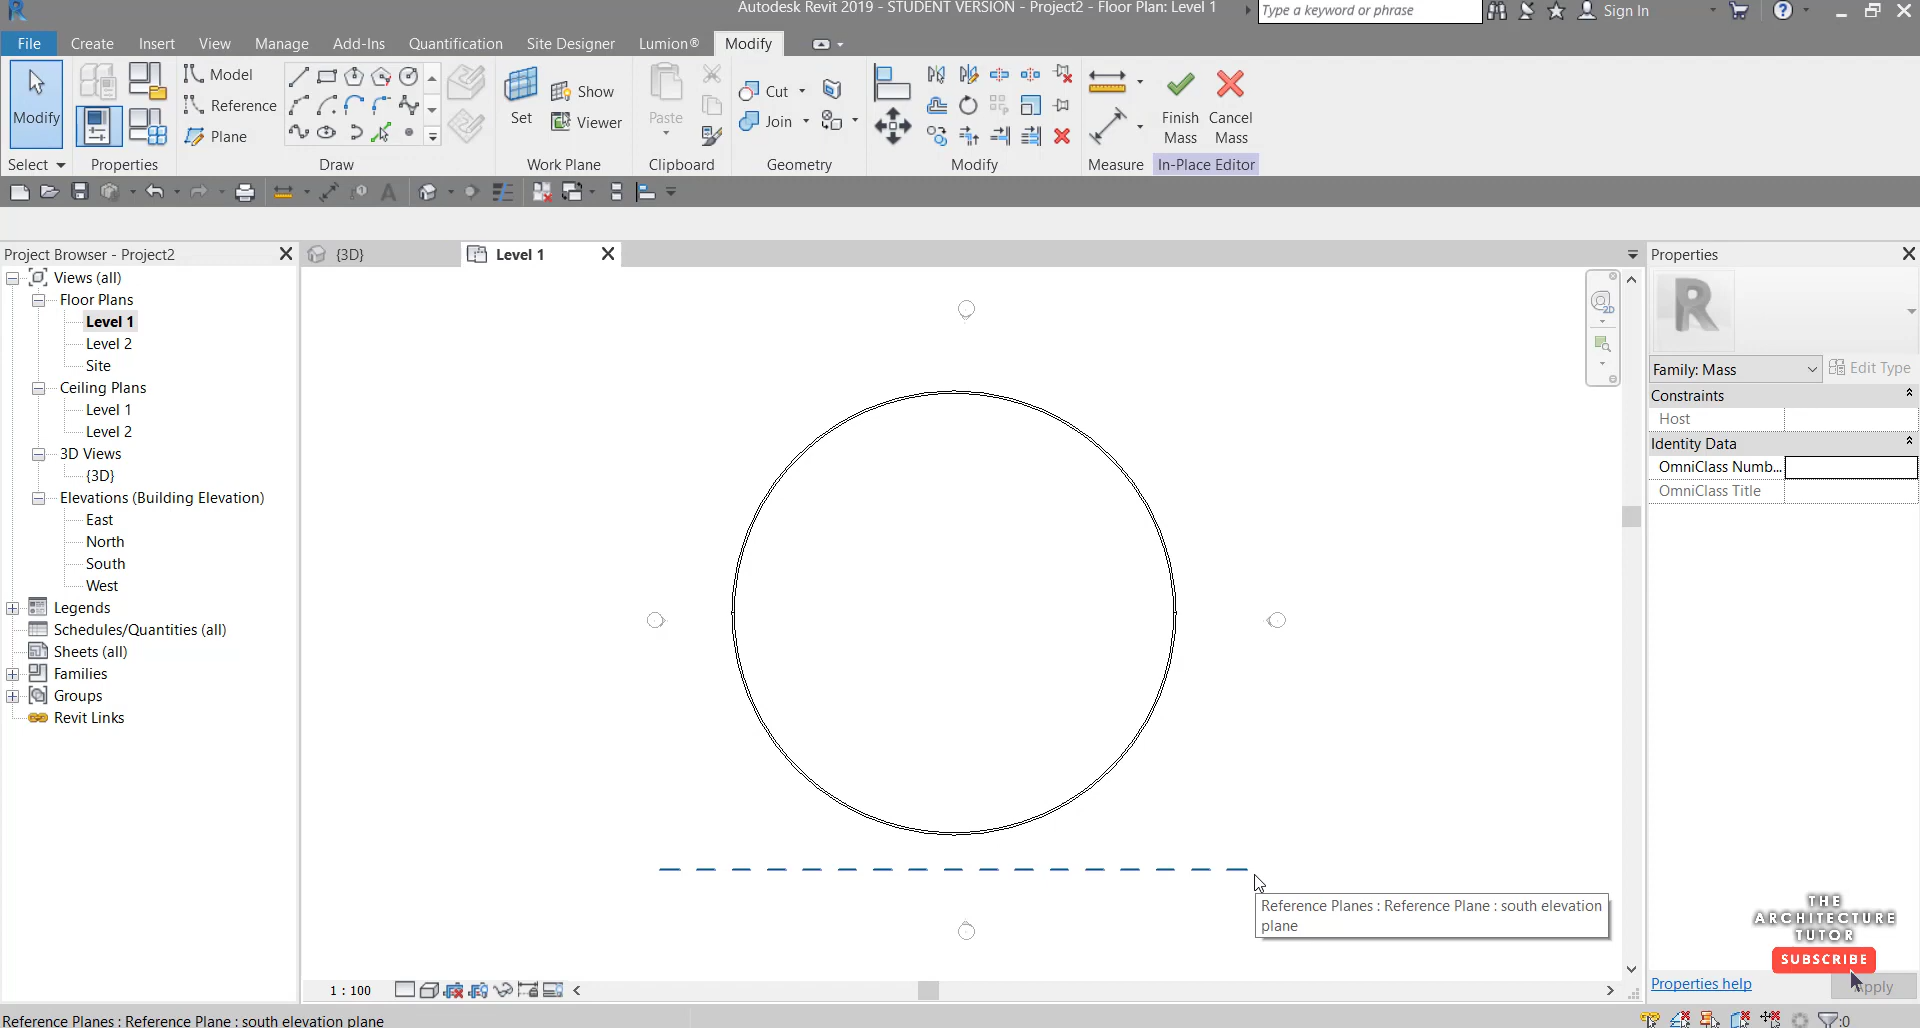 Autodesk Revit 2019 - STUDENT VERSION - Project2 - Floor Plan: Level 1
Type a keyword or phrase
Sign In
File Create Insert View Manage Add-Ins Quantification Site Designer Lumion® Modify
Modify
Model
Reference
Plane
Set
Show
Viewer
Paste
Cut
Join
Finish Mass
Cancel Mass
Select Properties Draw Work Plane Clipboard Geometry Modify Measure In-Place Editor
Project Browser - Project2
Views (all)
Floor Plans
Level 1
Level 2
Site
Ceiling Plans
Level 1
Level 2
3D Views
{3D}
Elevations (Building Elevation)
East
North
South
West
Legends
Schedules/Quantities (all)
Sheets (all)
Families
Groups
Revit Links
{3D}
Level 1
2D
Reference Planes : Reference Plane : south elevation
plane
1 : 100
Properties
R
Family: Mass
Edit Type
Constraints
Host
Identity Data
OmniClass Numb...
OmniClass Title
THE
ARCHITECTURE
TUTOR
SUBSCRIBE
Properties help
Apply
Reference Planes : Reference Plane : south elevation plane
:0